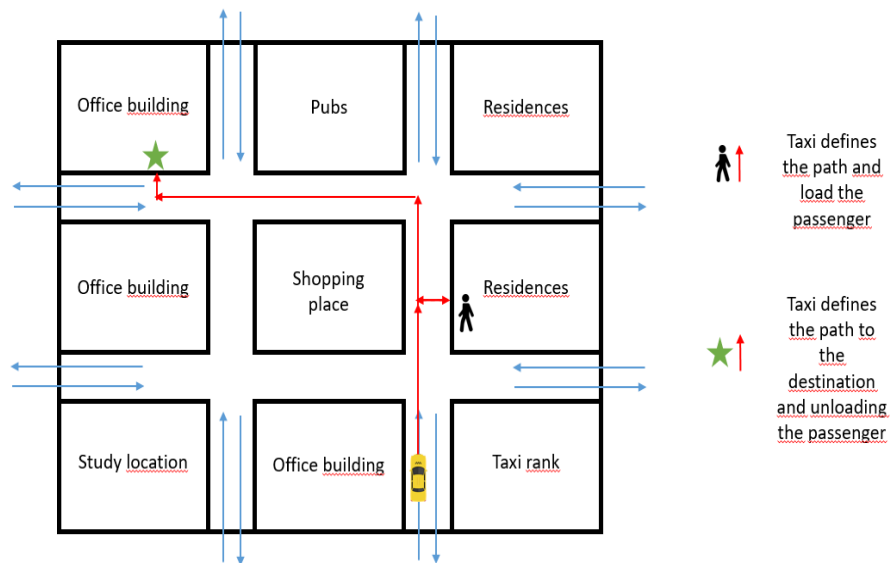 Office building
Pubs
Residences
Taxi defines
the path and
load the
passenger
Office building
Shopping
place
Residences
Taxi defines
the path to
the
destination
and unloading
the passenger
Study location
Office building
Taxi rank